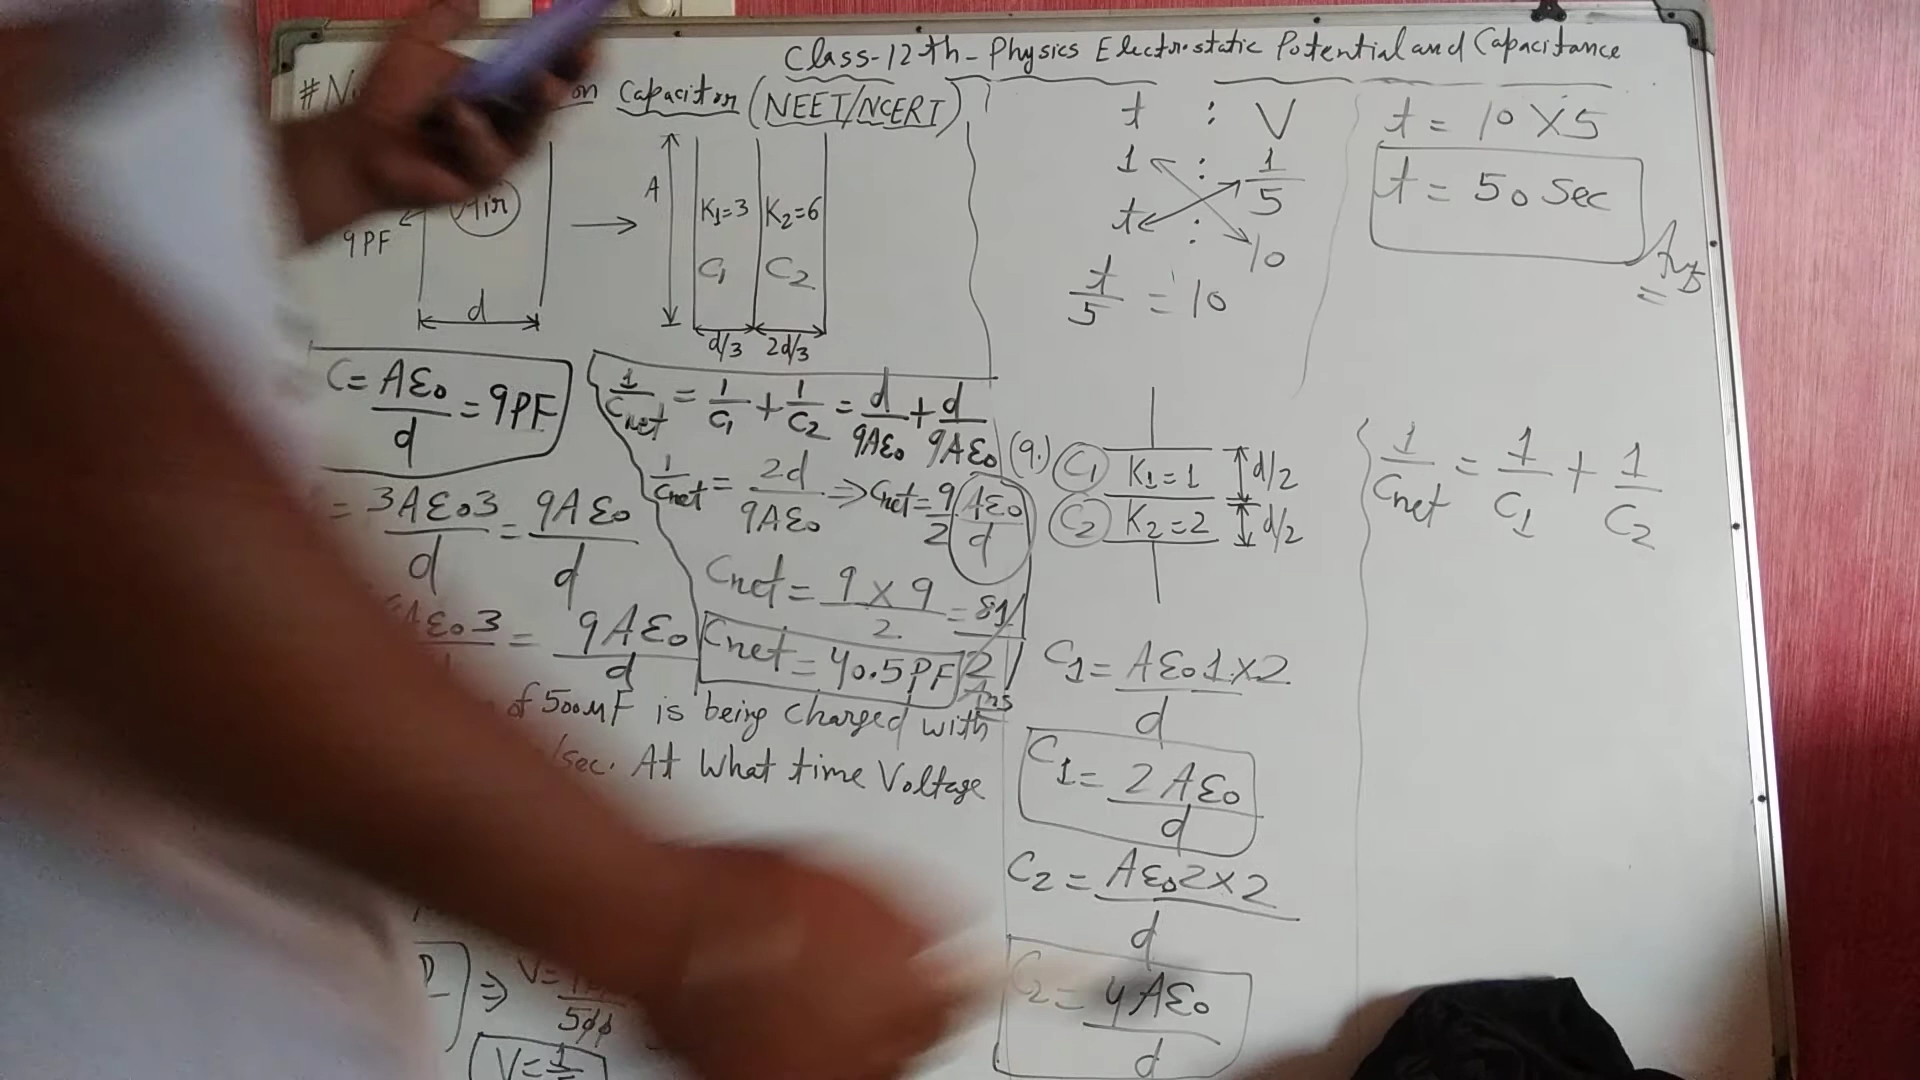 Class-12th-Physics Electrostatic Potential and Capacitance
# on Capacitor (NEET/NCERT)
Air
9PF
d
A
K₁=3 K₂=6
C₁ C₂
d/3 2d/3
C=Aε₀/d=9PF
=3Aε₀3/d=9Aε₀/d
Aε₀3/d=9Aε₀/d
1/Cnet=1/C₁+1/C₂=d/9Aε₀+d/9Aε₀
1/Cnet=2d/9Aε₀⇒Cnet=9/2 Aε₀/d
Cnet=9×9/2=81/2
Cnet=40.5PF Ans
of 500μF is being charged with
/sec. At What time Voltage
⇒ V=
V=1
t : V
1 : 1/5
t : 10
t/5=10
t=10×5
t=50 Sec
Ans
(9.) C₁ K₁=1 d/2
C₂ K₂=2 d/2
C₁=Aε₀1×2/d
C₁=2Aε₀/d
C₂=Aε₀2×2/d
C₂=4Aε₀/d
1/Cnet=1/C₁+1/C₂